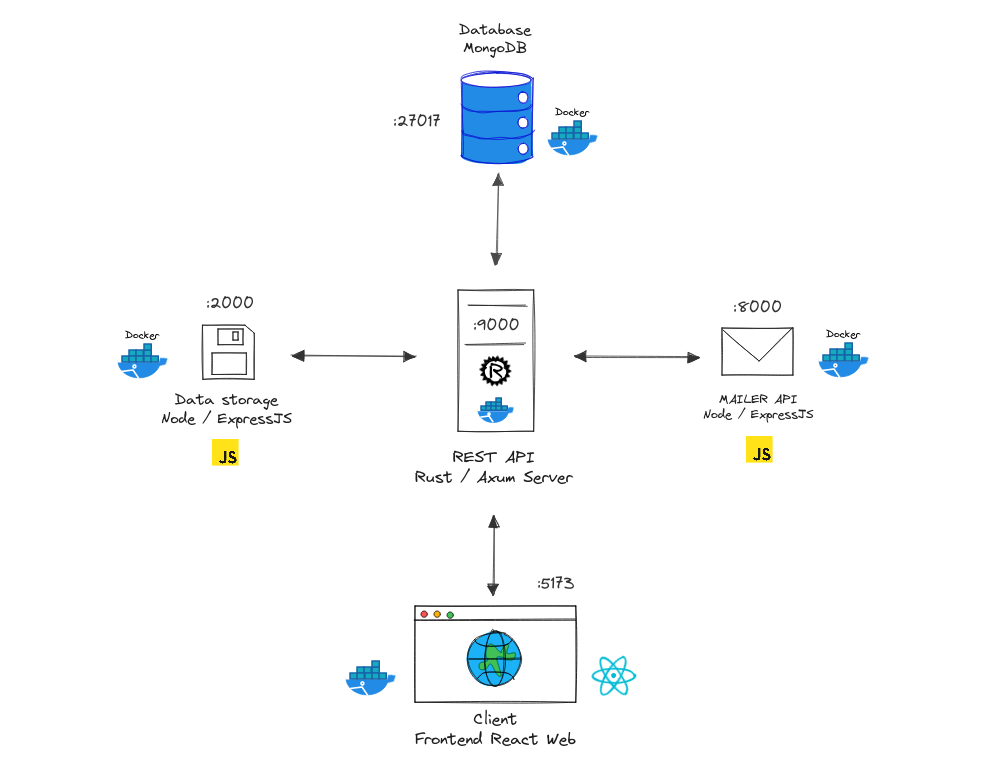 Database
MongoDB
:27017
Docker
:2000
Docker
Data storage
Node / ExpressJS
JS
:9000
R
REST API
Rust / Axum Server
:8000
Docker
MAILER API
Node / ExpressJS
JS
:5173
Client
Frontend React Web